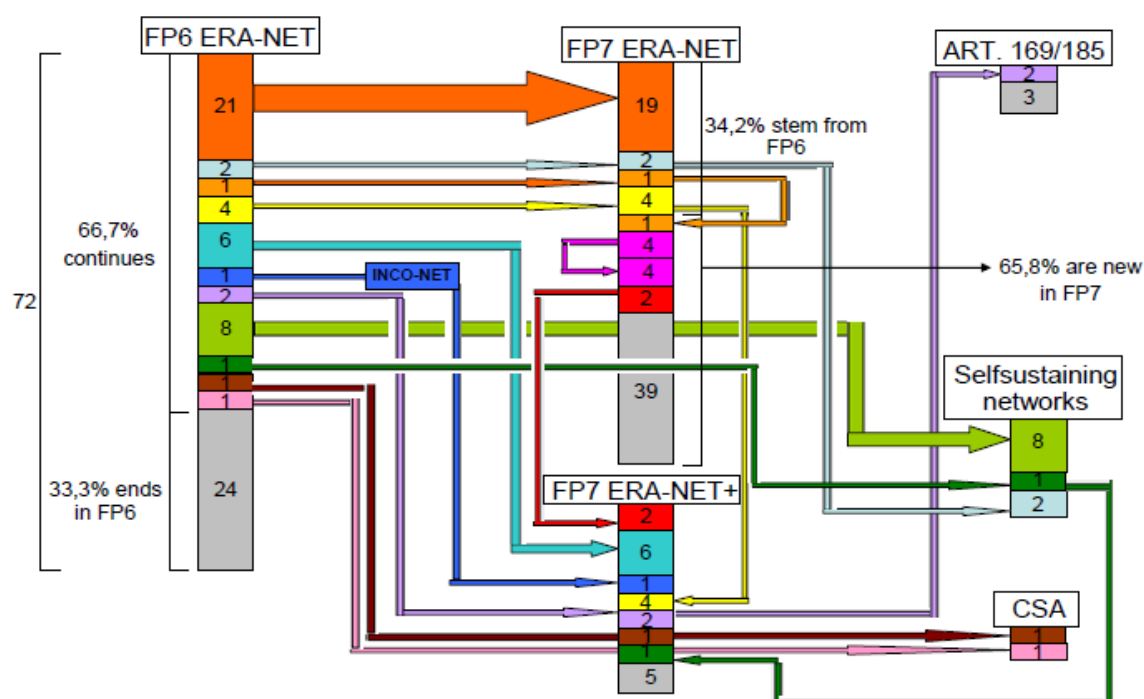 FP6 ERA-NET
FP7 ERA-NET
ART. 169/185
21
2
1
4
6
1
2
8
1
1
1
24
72
66,7%
continues
33,3% ends
in FP6
INCO-NET
19
2
1
4
1
4
4
2
39
34,2% stem from
FP6
65,8% are new
in FP7
2
3
Selfsustaining
networks
8
1
2
FP7 ERA-NET+
2
6
1
4
2
1
1
5
CSA
1
1